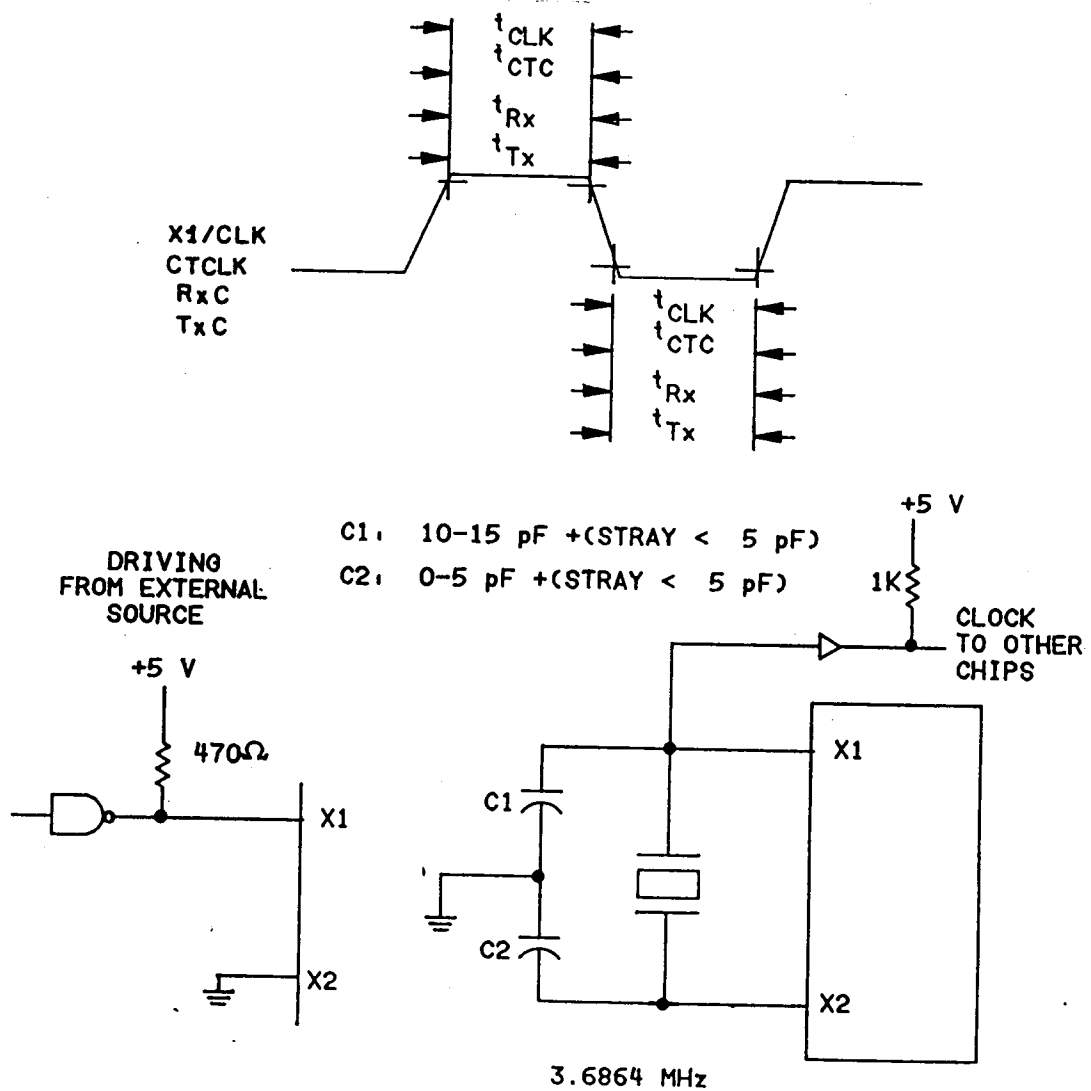 tCLK
tCTC
tRx
tTx
X1/CLK
CTCLK
RxC
TxC
tCLK
tCTC
tRx
tTx
C1: 10-15 pF +(STRAY < 5 pF)
C2: 0-5 pF +(STRAY < 5 pF)
DRIVING
FROM EXTERNAL
SOURCE
+5 V
470Ω
X1
X2
+5 V
1K
CLOCK
TO OTHER
CHIPS
C1
C2
X1
X2
3.6864 MHz